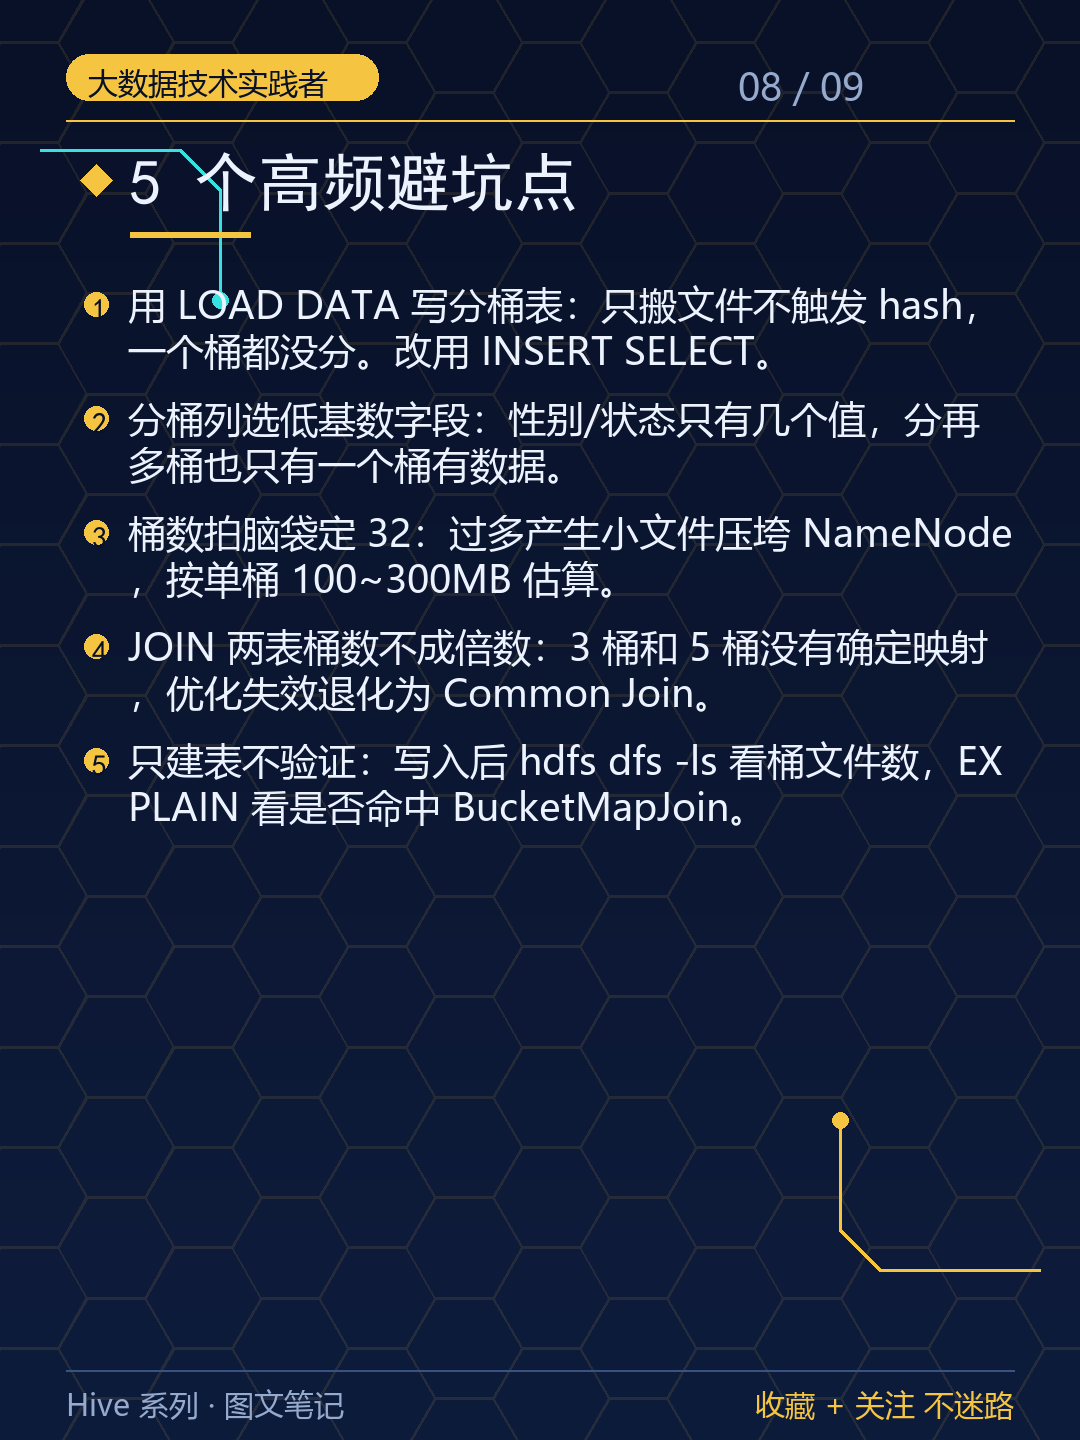 大数据技术实践者
08 / 09
5 个高频避坑点
1 用 LOAD DATA 写分桶表：只搬文件不触发 hash，
一个桶都没分。改用 INSERT SELECT。
2 分桶列选低基数字段：性别/状态只有几个值，分再
多桶也只有一个桶有数据。
3 桶数拍脑袋定 32：过多产生小文件压垮 NameNode
，按单桶 100~300MB 估算。
4 JOIN 两表桶数不成倍数：3 桶和 5 桶没有确定映射
，优化失效退化为 Common Join。
5 只建表不验证：写入后 hdfs dfs -ls 看桶文件数，EX
PLAIN 看是否命中 BucketMapJoin。
Hive 系列 · 图文笔记
收藏 + 关注 不迷路